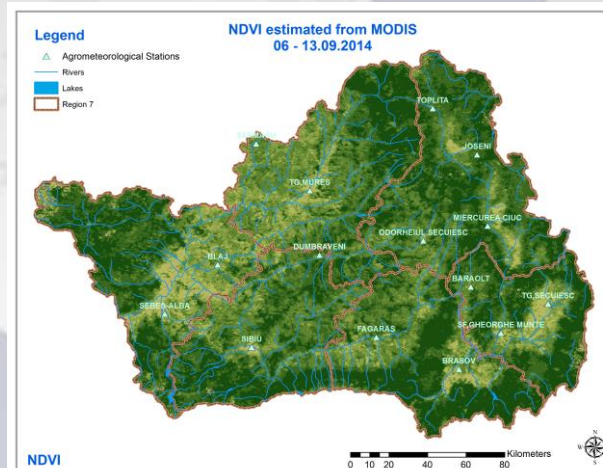 NDVI estimated from MODIS
06 - 13.09.2014
Legend
Agrometeorological Stations
Rivers
Lakes
Region 7
TOPLITA
JOSENI
TG.MURES
MIERCUREA CIUC
ODORHEIUL SECUIESC
DUMBRAVENI
BLAJ
BARAOLT
TG.SECUIESC
SEBES ALBA
SF.GHEORGHE MUNTE
FAGARAS
SIBIU
BRASOV
NDVI
0 10 20 40 60 80 Kilometers
N
W E
S